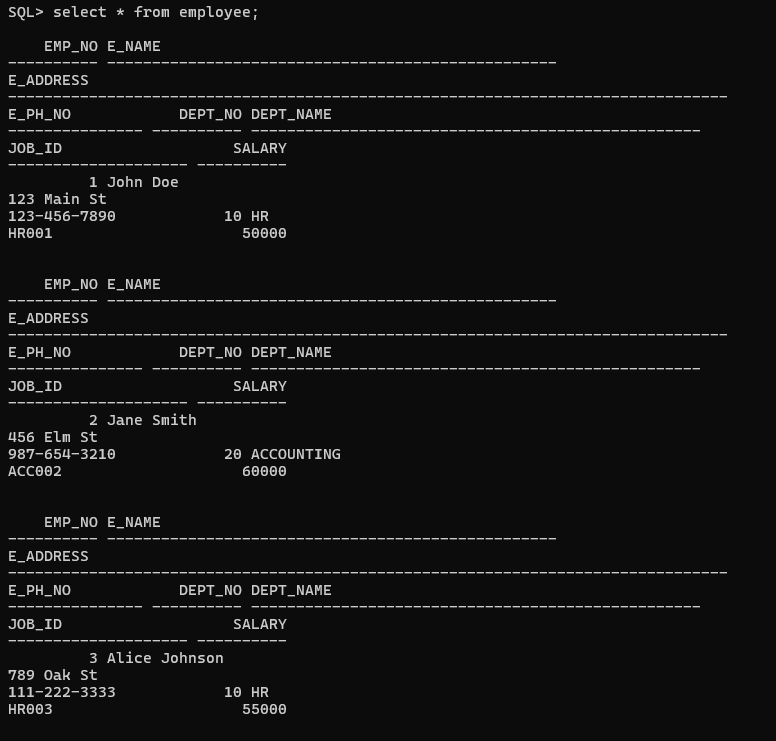 SQL> select * from employee;
    EMP_NO E_NAME
---------- --------------------------------------------------
E_ADDRESS
--------------------------------------------------------------------------------
E_PH_NO            DEPT_NO DEPT_NAME
--------------- ---------- --------------------------------------------------
JOB_ID                   SALARY
-------------------- ----------
         1 John Doe
123 Main St
123-456-7890            10 HR
HR001                     50000
    EMP_NO E_NAME
---------- --------------------------------------------------
E_ADDRESS
--------------------------------------------------------------------------------
E_PH_NO            DEPT_NO DEPT_NAME
--------------- ---------- --------------------------------------------------
JOB_ID                   SALARY
-------------------- ----------
         2 Jane Smith
456 Elm St
987-654-3210            20 ACCOUNTING
ACC002                    60000
    EMP_NO E_NAME
---------- --------------------------------------------------
E_ADDRESS
--------------------------------------------------------------------------------
E_PH_NO            DEPT_NO DEPT_NAME
--------------- ---------- --------------------------------------------------
JOB_ID                   SALARY
-------------------- ----------
         3 Alice Johnson
789 Oak St
111-222-3333            10 HR
HR003                     55000